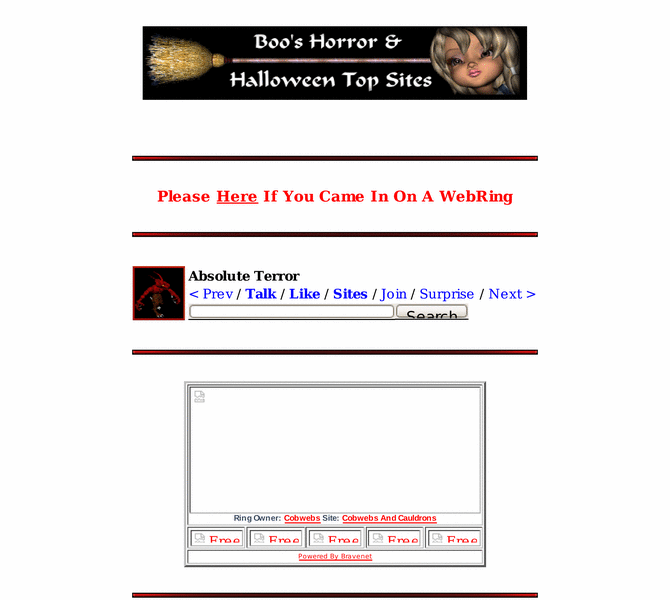 Boo's Horror &
Halloween Top Sites
Please Here If You Came In On A WebRing
Absolute Terror
< Prev / Talk / Like / Sites / Join / Surprise / Next >
Search
Ring Owner: Cobwebs Site: Cobwebs And Cauldrons
Free Free Free Free Free
Powered By Bravenet